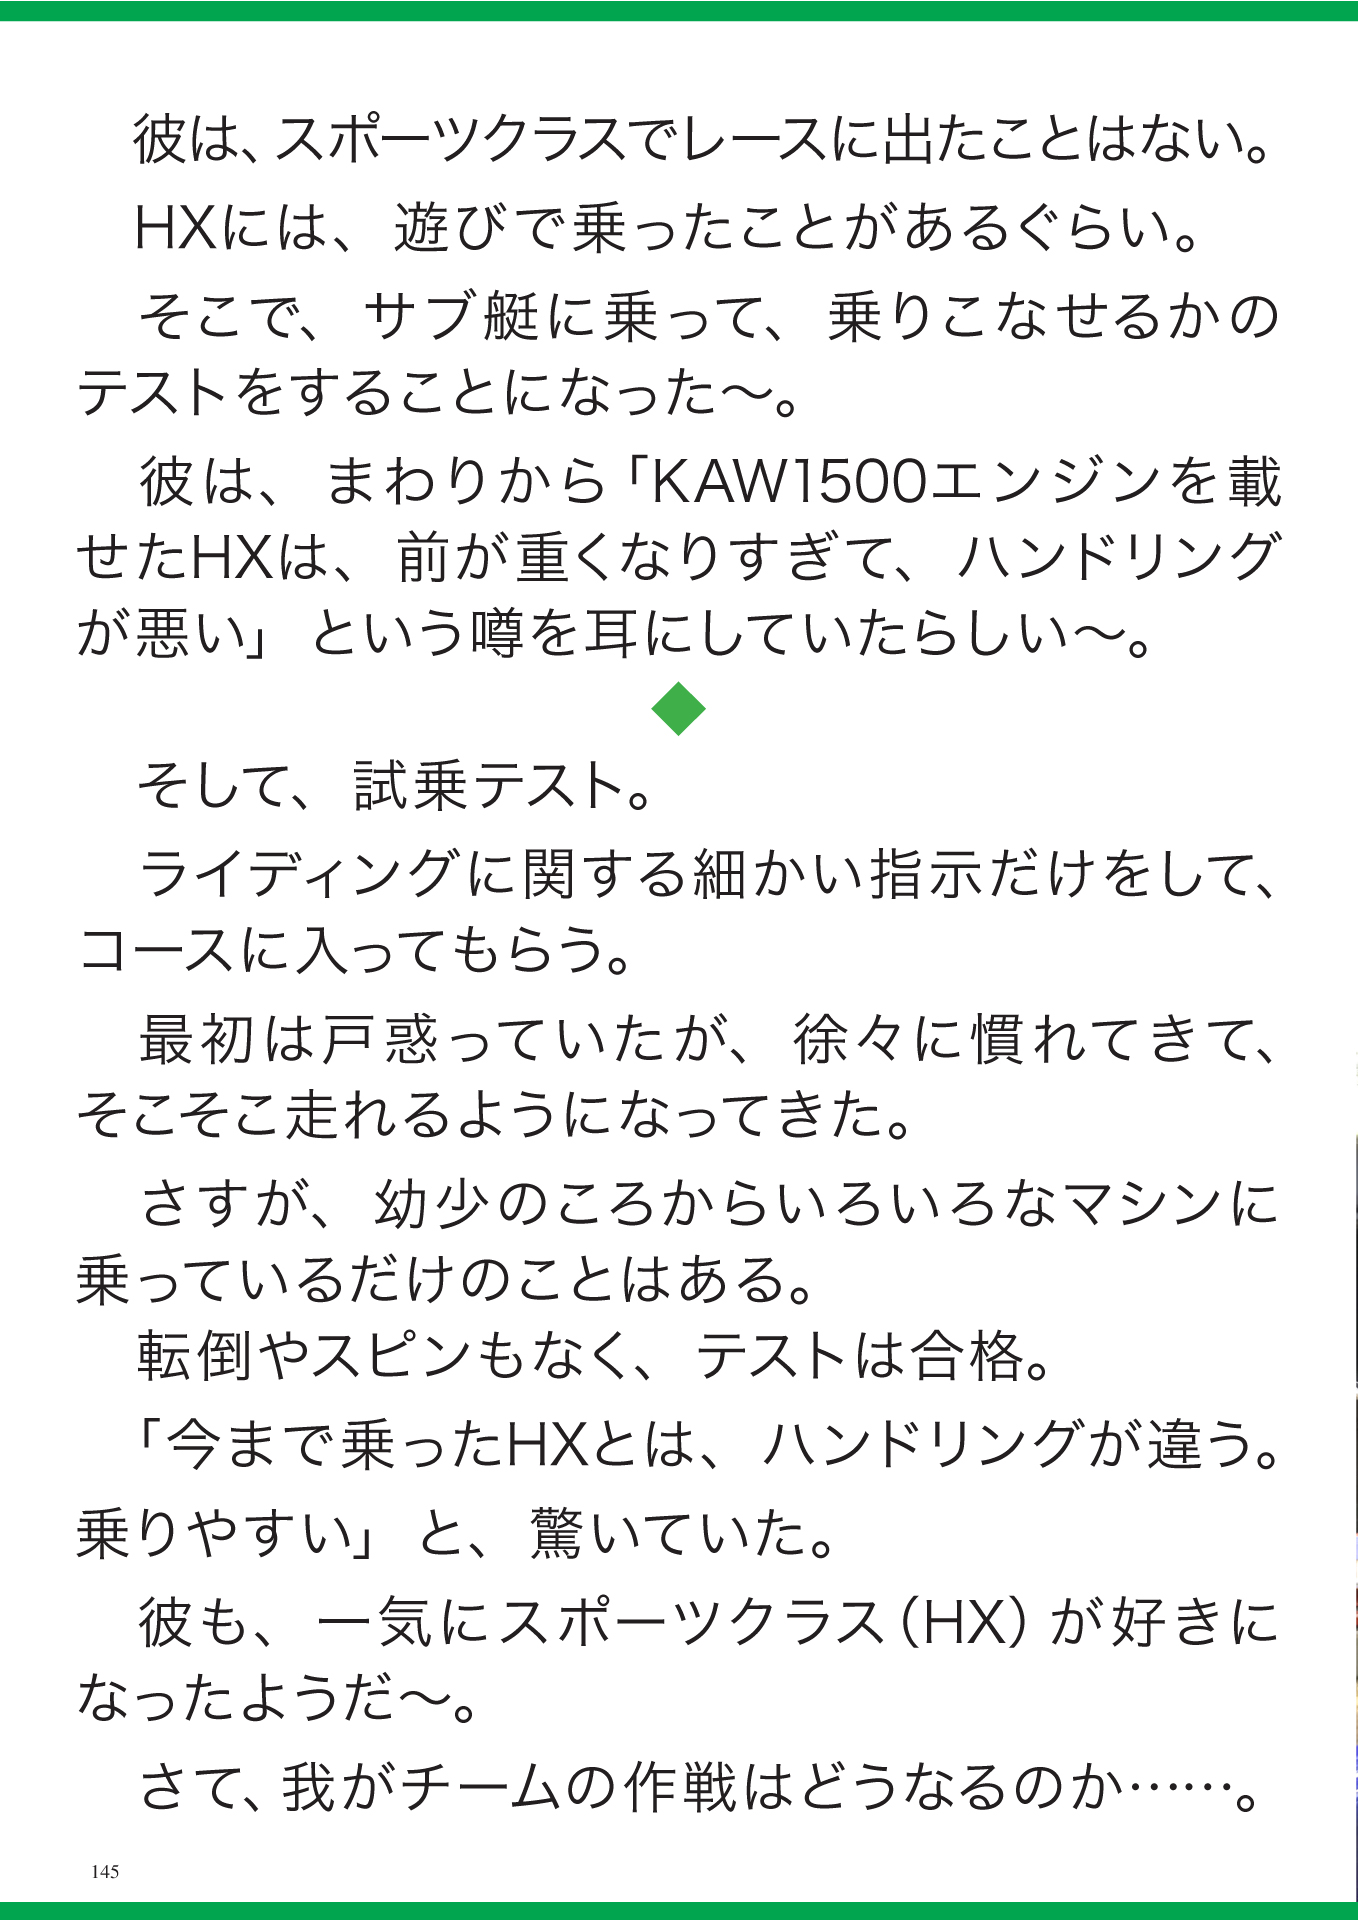 彼は、スポーツクラスでレースに出たことはない。
HXには、遊びで乗ったことがあるぐらい。
そこで、サブ艇に乗って、乗りこなせるかの
テストをすることになった～。
彼は、まわりから「KAW1500エンジンを載
せたHXは、前が重くなりすぎて、ハンドリング
が悪い」という噂を耳にしていたらしい～。
◆
そして、試乗テスト。
ライディングに関する細かい指示だけをして、
コースに入ってもらう。
最初は戸惑っていたが、徐々に慣れてきて、
そこそこ走れるようになってきた。
さすが、幼少のころからいろいろなマシンに
乗っているだけのことはある。
転倒やスピンもなく、テストは合格。
「今まで乗ったHXとは、ハンドリングが違う。
乗りやすい」と、驚いていた。
彼も、一気にスポーツクラス（HX）が好きに
なったようだ～。
さて、我がチームの作戦はどうなるのか……。
145